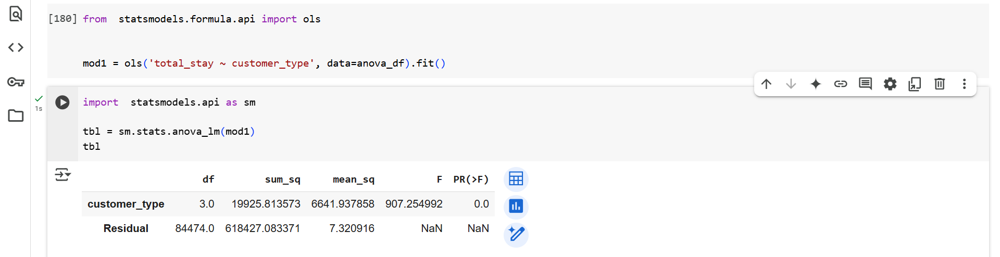 [180] from  statsmodels.formula.api import ols
mod1 = ols('total_stay ~ customer_type', data=anova_df).fit()
1s
import  statsmodels.api as sm
tbl = sm.stats.anova_lm(mod1)
tbl
df sum_sq mean_sq F PR(>F)
customer_type 3.0 19925.813573 6641.937858 907.254992 0.0
Residual 84474.0 618427.083371 7.320916 NaN NaN